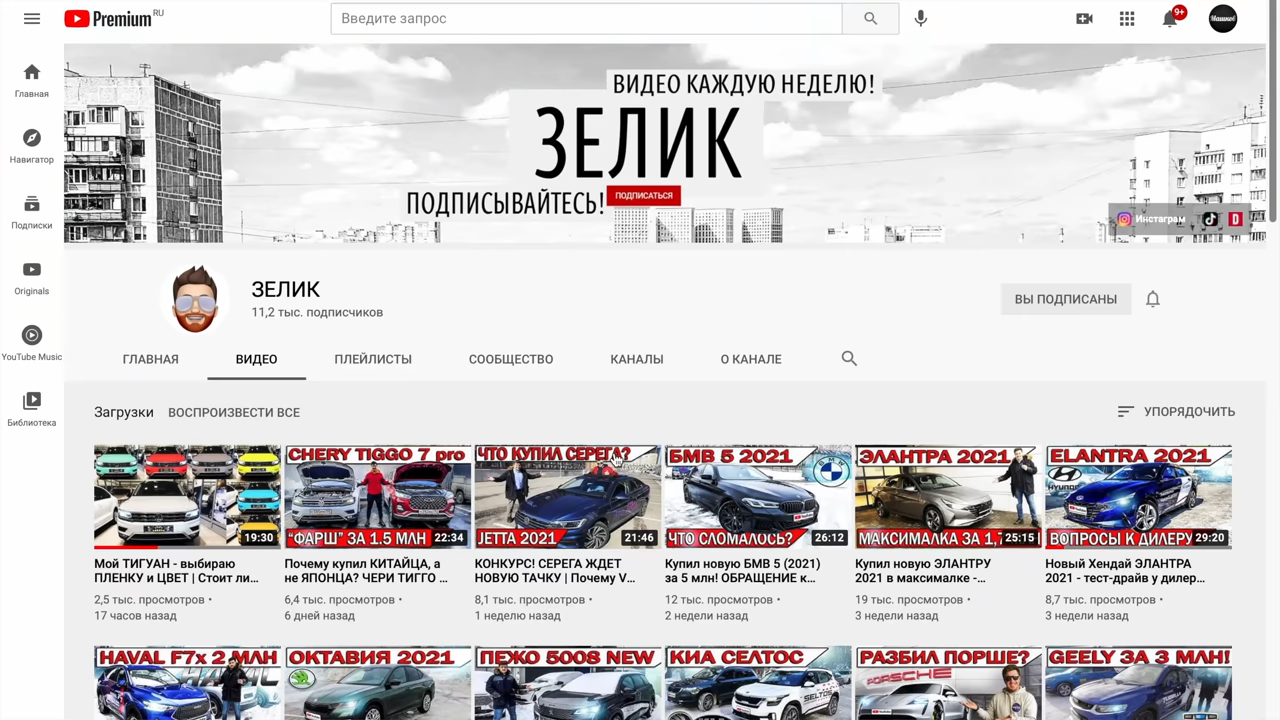 Premium RU
Введите запрос
9+
Машков
Главная
Навигатор
Подписки
Originals
YouTube Music
Библиотека
ВИДЕО КАЖДУЮ НЕДЕЛЮ!
ЗЕЛИК
ПОДПИСЫВАЙТЕСЬ!
ПОДПИСАТЬСЯ
Инстаграм
ЗЕЛИК
11,2 тыс. подписчиков
ВЫ ПОДПИСАНЫ
ГЛАВНАЯ ВИДЕО ПЛЕЙЛИСТЫ СООБЩЕСТВО КАНАЛЫ О КАНАЛЕ
Загрузки ВОСПРОИЗВЕСТИ ВСЕ
УПОРЯДОЧИТЬ
19:30
Мой ТИГУАН - выбираю
ПЛЕНКУ и ЦВЕТ | Стоит ли...
2,5 тыс. просмотров •
17 часов назад
CHERY TIGGO 7 pro
"ФАРШ" ЗА 1.5 МЛН
22:34
Почему купил КИТАЙЦА, а
не ЯПОНЦА? ЧЕРИ ТИГГО ...
6,4 тыс. просмотров •
6 дней назад
ЧТО КУПИЛ СЕРЕГА?
JETTA 2021
21:46
КОНКУРС! СЕРЕГА ЖДЕТ
НОВУЮ ТАЧКУ | Почему V...
8,1 тыс. просмотров •
1 неделю назад
БМВ 5 2021
ЧТО СЛОМАЛОСЬ?
26:12
Купил новую БМВ 5 (2021)
за 5 млн! ОБРАЩЕНИЕ к...
12 тыс. просмотров •
2 недели назад
ЭЛАНТРА 2021
МАКСИМАЛКА ЗА 1,7
25:15
Купил новую ЭЛАНТРУ
2021 в максималке -...
19 тыс. просмотров •
3 недели назад
ELANTRA 2021
ВОПРОСЫ К ДИЛЕРУ
29:20
Новый Хендай ЭЛАНТРА
2021 - тест-драйв у дилер...
8,7 тыс. просмотров •
3 недели назад
HAVAL F7x 2 МЛН
ОКТАВИЯ 2021
ПЕЖО 5008 NEW
КИА СЕЛТОС
РАЗБИЛ ПОРШЕ?
PORSCHE
GEELY ЗА 3 МЛН!